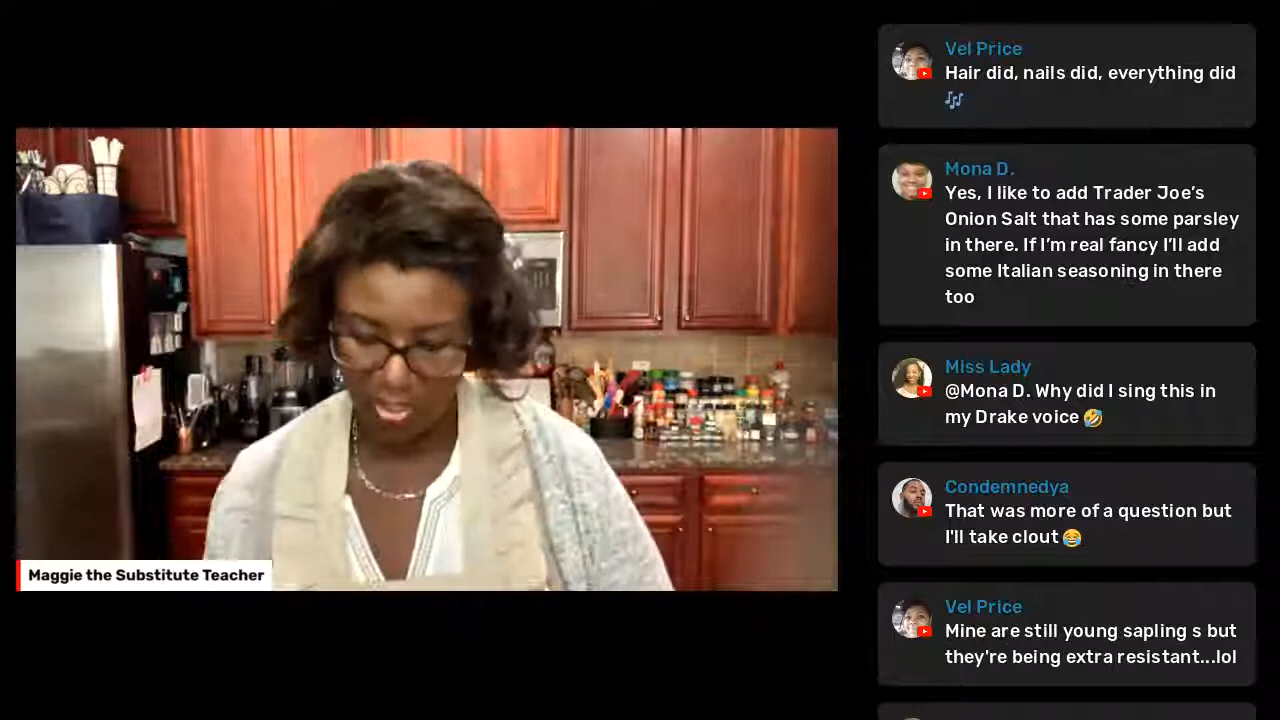 Vel Price
Hair did, nails did, everything did
🎶
Mona D.
Yes, I like to add Trader Joe’s
Onion Salt that has some parsley
in there. If I’m real fancy I’ll add
some Italian seasoning in there
too
Miss Lady
@Mona D. Why did I sing this in
my Drake voice 🤣
Condemnedya
That was more of a question but
I'll take clout 😂
Vel Price
Mine are still young sapling s but
they're being extra resistant...lol
Maggie the Substitute Teacher